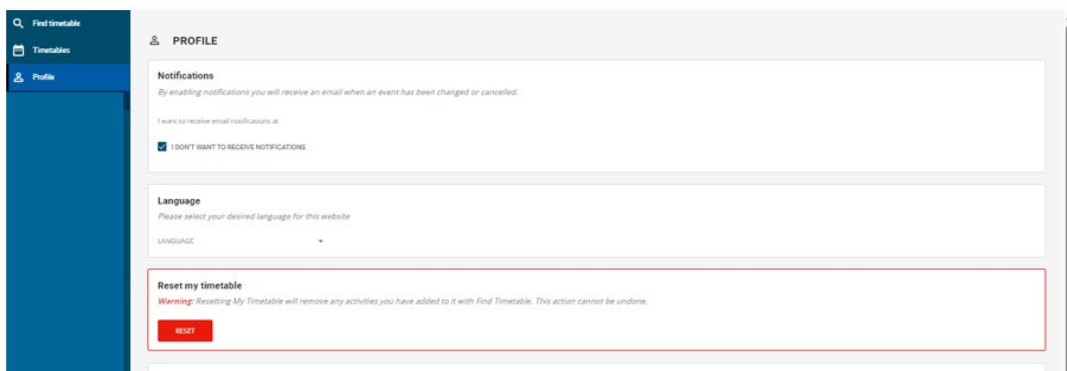 Find timetable
Timetables
Profile
PROFILE
Notifications
By enabling notifications you will receive an email when an event has been changed or cancelled.
I want to receive email notifications at
I DON'T WANT TO RECEIVE NOTIFICATIONS
Language
Please select your desired language for this website
LANGUAGE
Reset my timetable
Warning: Resetting My Timetable will remove any activities you have added to it with Find Timetable. This action cannot be undone.
RESET